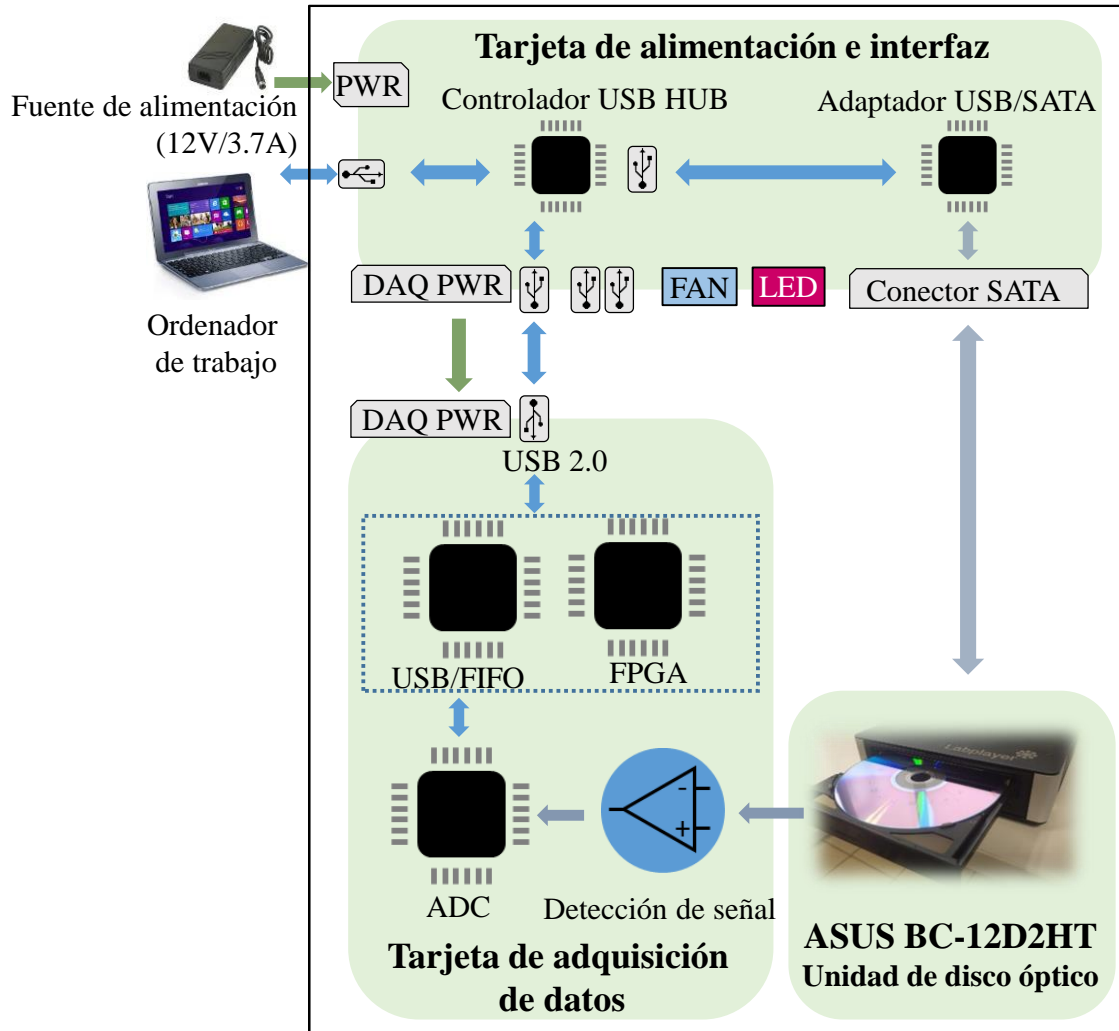 Tarjeta de alimentación e interfaz
PWR
Controlador USB HUB
Adaptador USB/SATA
Fuente de alimentación
(12V/3.7A)
DAQ PWR
FAN
LED
Conector SATA
Ordenador
de trabajo
DAQ PWR
USB 2.0
USB/FIFO
FPGA
Labplayer
ADC
Detección de señal
Tarjeta de adquisición
de datos
ASUS BC-12D2HT
Unidad de disco óptico